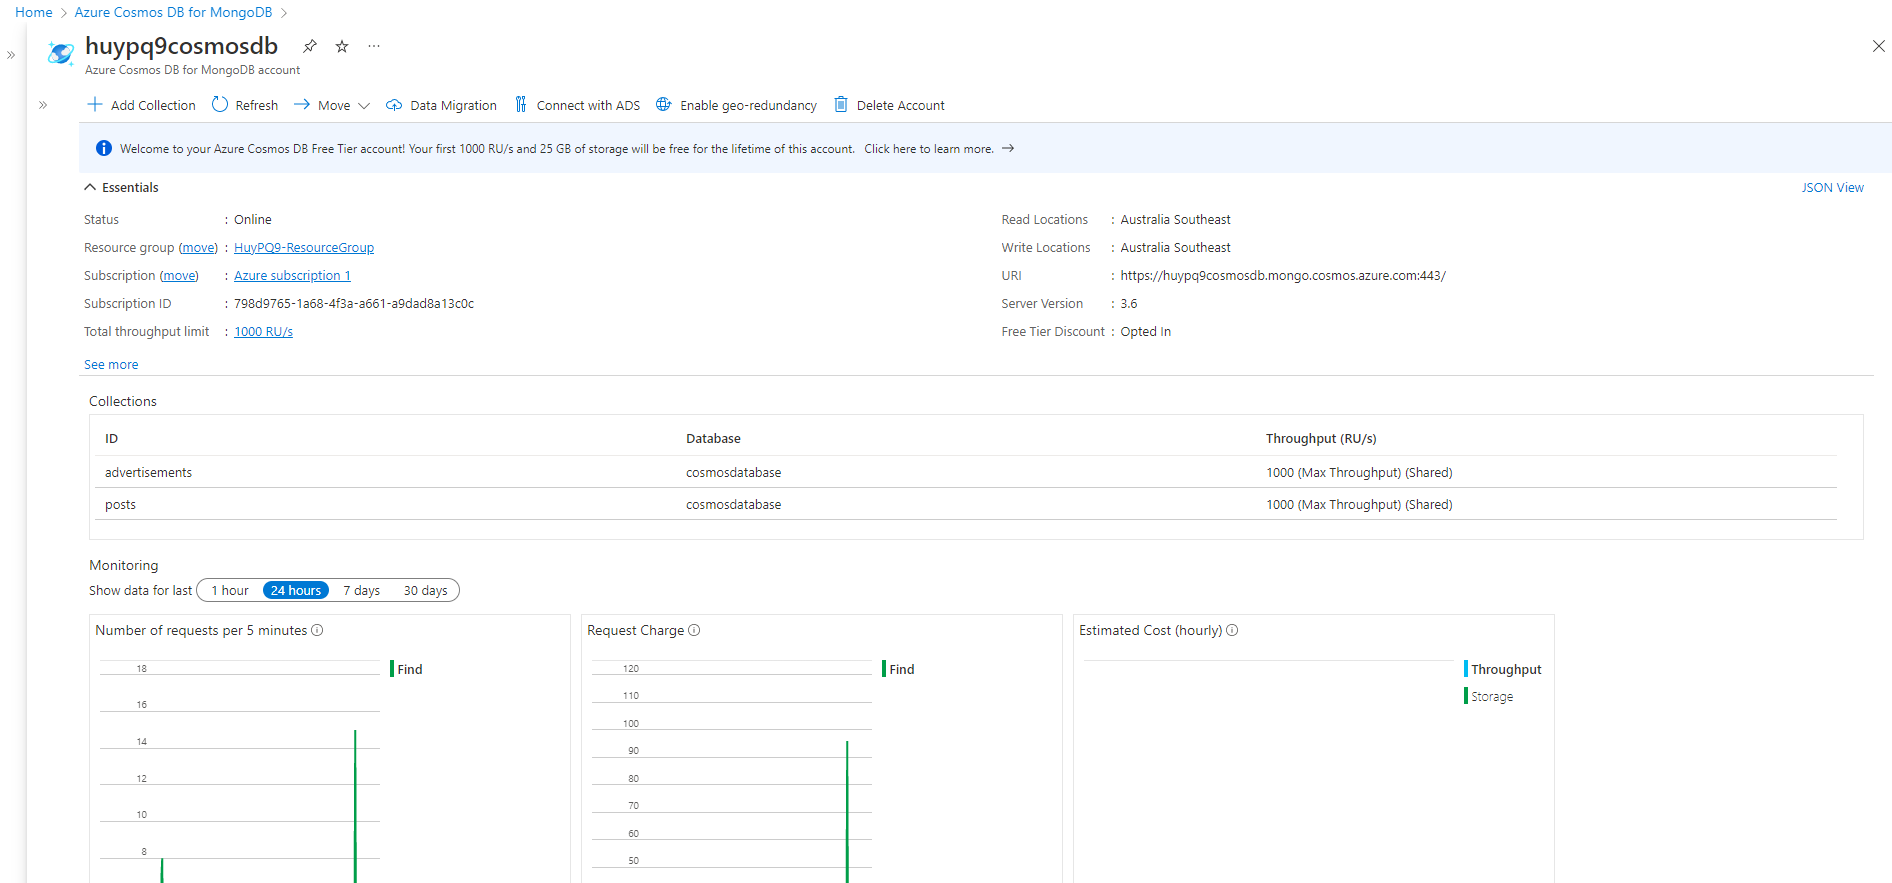 Home > Azure Cosmos DB for MongoDB >
huypq9cosmosdb
Azure Cosmos DB for MongoDB account
Add Collection Refresh Move Data Migration Connect with ADS Enable geo-redundancy Delete Account
Welcome to your Azure Cosmos DB Free Tier account! Your first 1000 RU/s and 25 GB of storage will be free for the lifetime of this account. Click here to learn more. →
Essentials JSON View
Status : Online
Resource group (move) : HuyPQ9-ResourceGroup
Subscription (move) : Azure subscription 1
Subscription ID : 798d9765-1a68-4f3a-a661-a9dad8a13c0c
Total throughput limit : 1000 RU/s
See more
Read Locations : Australia Southeast
Write Locations : Australia Southeast
URI : https://huypq9cosmosdb.mongo.cosmos.azure.com:443/
Server Version : 3.6
Free Tier Discount : Opted In
Collections
ID Database Throughput (RU/s)
advertisements cosmosdatabase 1000 (Max Throughput) (Shared)
posts cosmosdatabase 1000 (Max Throughput) (Shared)
Monitoring
Show data for last 1 hour 24 hours 7 days 30 days
Number of requests per 5 minutes
18
16
14
12
10
8
Find
Request Charge
120
110
100
90
80
70
60
50
Find
Estimated Cost (hourly)
Throughput
Storage